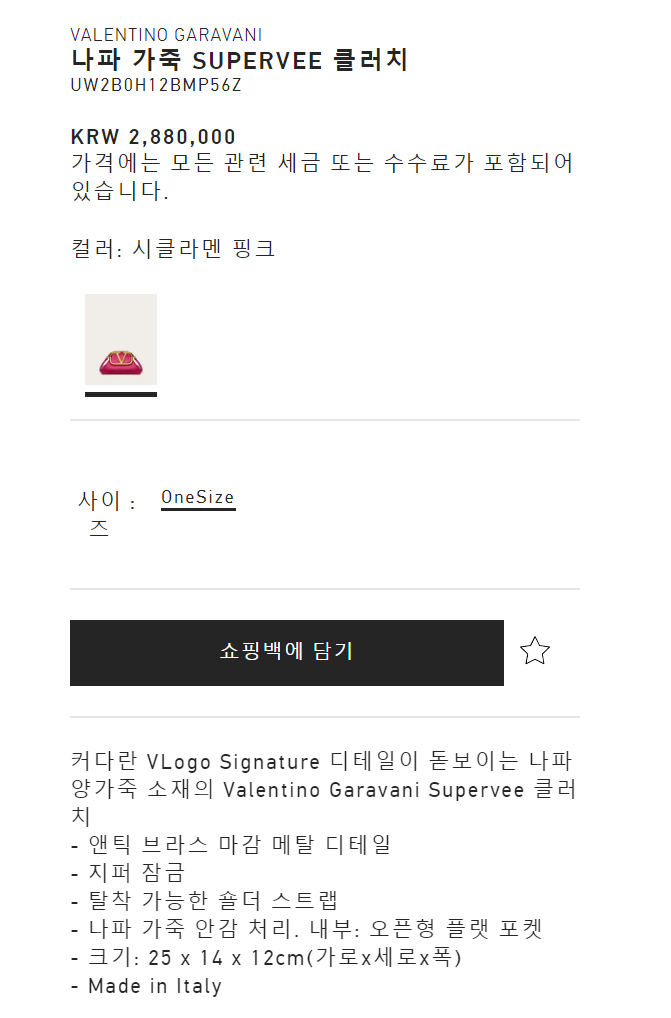 VALENTINO GARAVANI
나파 가죽 SUPERVEE 클러치
UW2B0H12BMP56Z
KRW 2,880,000
가격에는 모든 관련 세금 또는 수수료가 포함되어
있습니다.
컬러: 시클라멘 핑크
사이 : OneSize
즈
쇼핑백에 담기
커다란 VLogo Signature 디테일이 돋보이는 나파
양가죽 소재의 Valentino Garavani Supervee 클러
치
- 앤틱 브라스 마감 메탈 디테일
- 지퍼 잠금
- 탈착 가능한 숄더 스트랩
- 나파 가죽 안감 처리. 내부: 오픈형 플랫 포켓
- 크기: 25 x 14 x 12cm(가로x세로x폭)
- Made in Italy